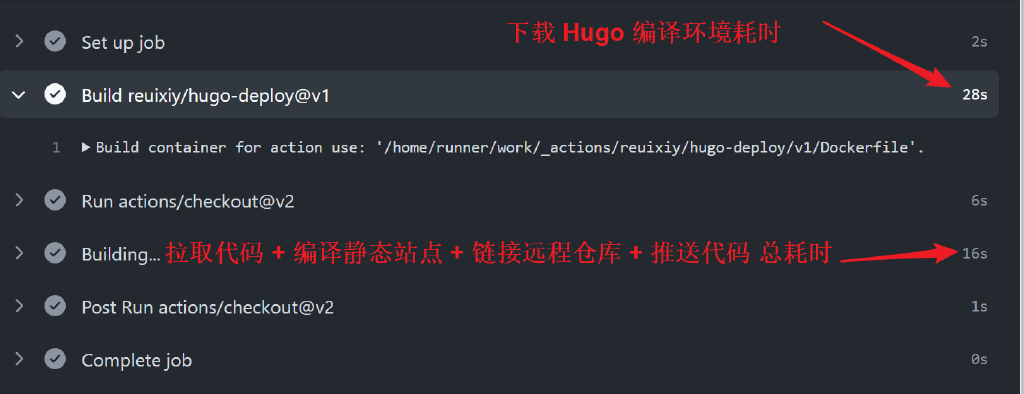 下载 Hugo 编译环境耗时
Set up job 2s
Build reuixiy/hugo-deploy@v1 28s
1 Build container for action use: '/home/runner/work/_actions/reuixiy/hugo-deploy/v1/Dockerfile'.
Run actions/checkout@v2 6s
Building... 拉取代码 + 编译静态站点 + 链接远程仓库 + 推送代码 总耗时 16s
Post Run actions/checkout@v2 1s
Complete job 0s